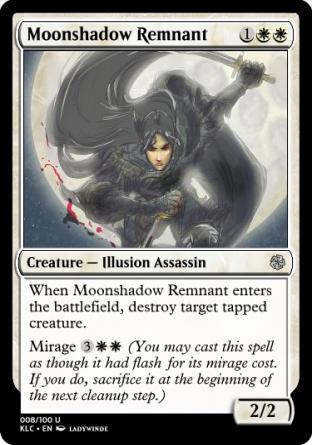 Moonshadow Remnant 1
Creature — Illusion Assassin
When Moonshadow Remnant enters
the battlefield, destroy target tapped
creature.
Mirage 3 (You may cast this spell
as though it had flash for its mirage cost.
If you do, sacrifice it at the beginning of
the next cleanup step.)
2/2
008/100 U
KLC • EN LADYWINDE